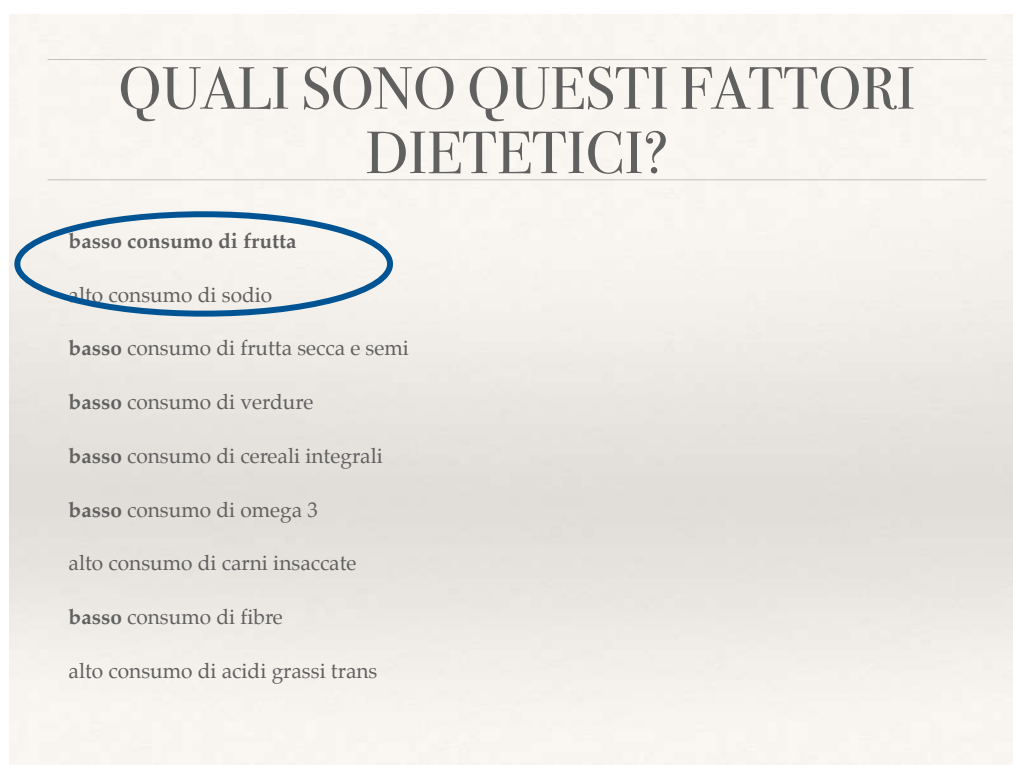 QUALI SONO QUESTI FATTORI
DIETETICI?
basso consumo di frutta
alto consumo di sodio
basso consumo di frutta secca e semi
basso consumo di verdure
basso consumo di cereali integrali
basso consumo di omega 3
alto consumo di carni insaccate
basso consumo di fibre
alto consumo di acidi grassi trans